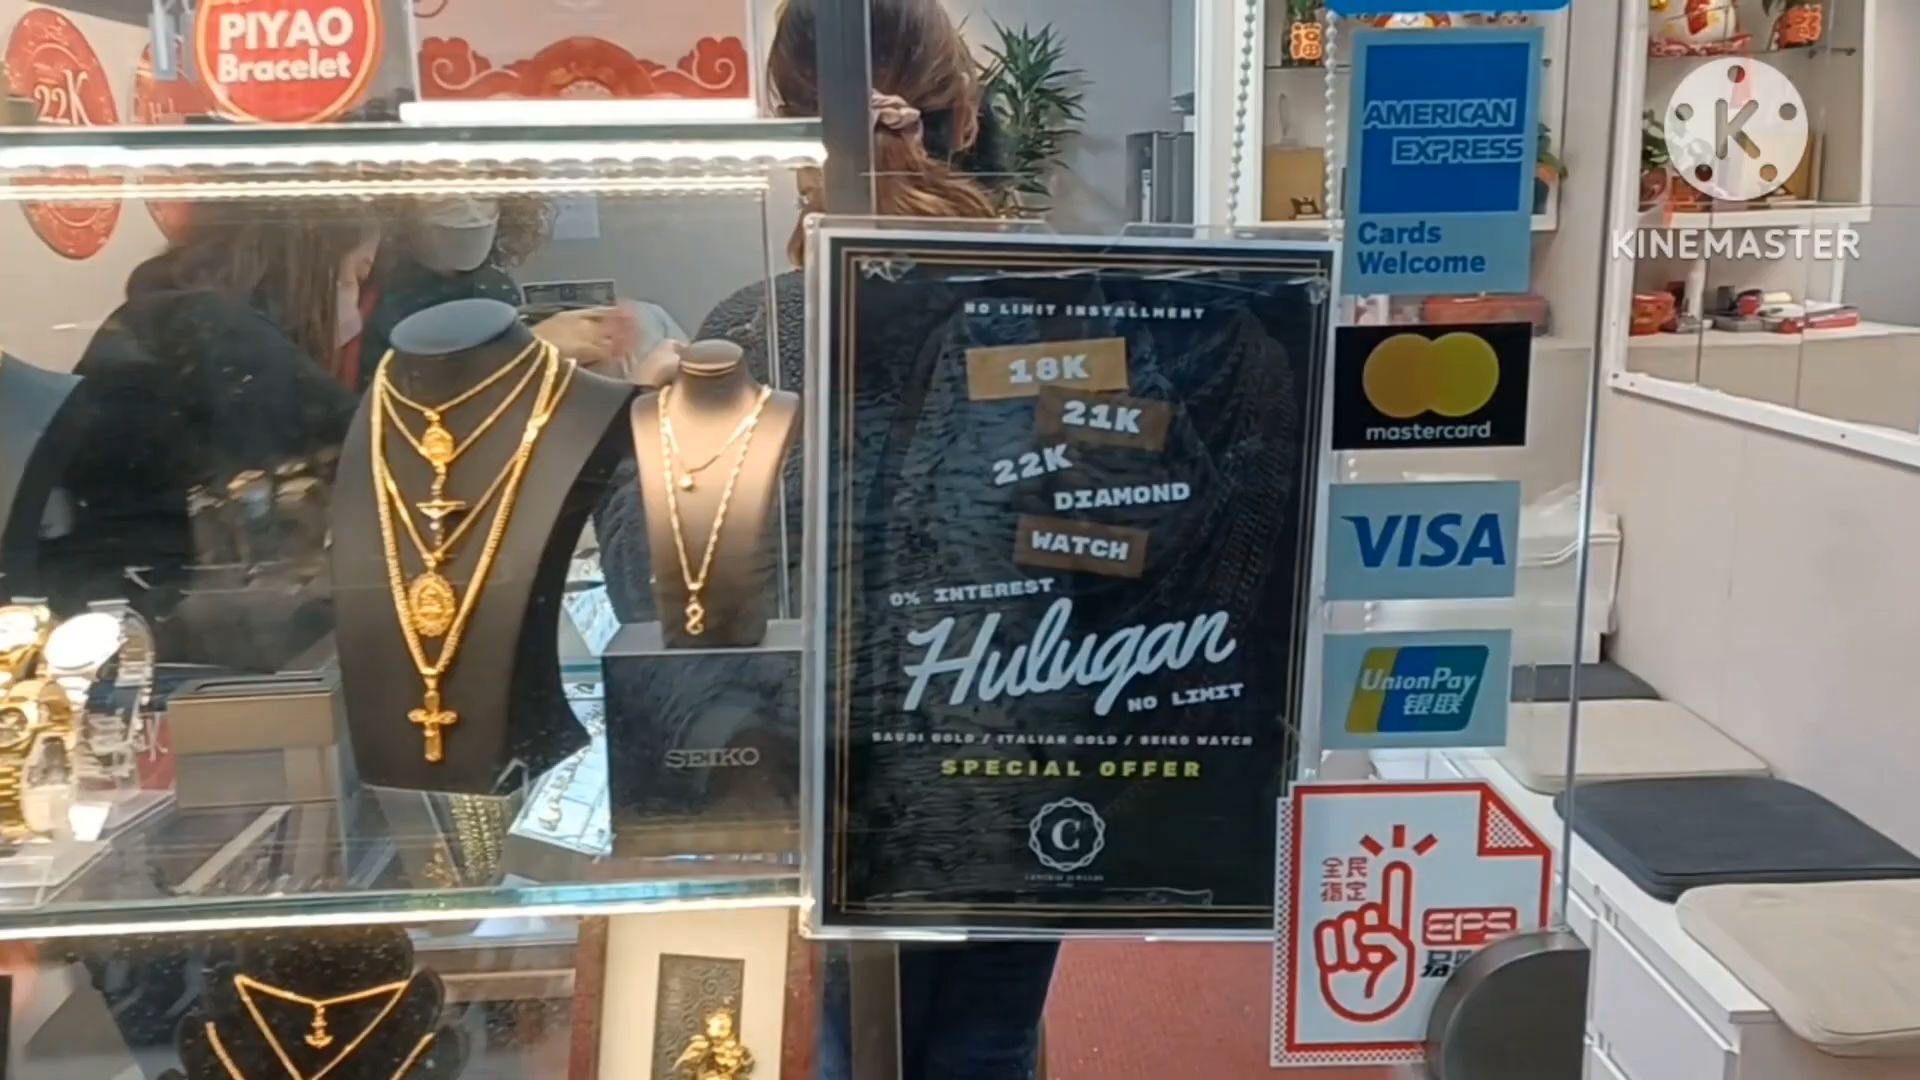 PIYAO
Bracelet
22K
AMERICAN
EXPRESS
Cards
Welcome
KINEMASTER
NO LIMIT INSTALLMENT
18K
21K
22K
DIAMOND
WATCH
0% INTEREST
Hulugan
NO LIMIT
SAUDI GOLD / ITALIAN GOLD / SEIKO WATCH
SPECIAL OFFER
C
mastercard
VISA
UnionPay
银联
SEIKO
全民
指定
EPS